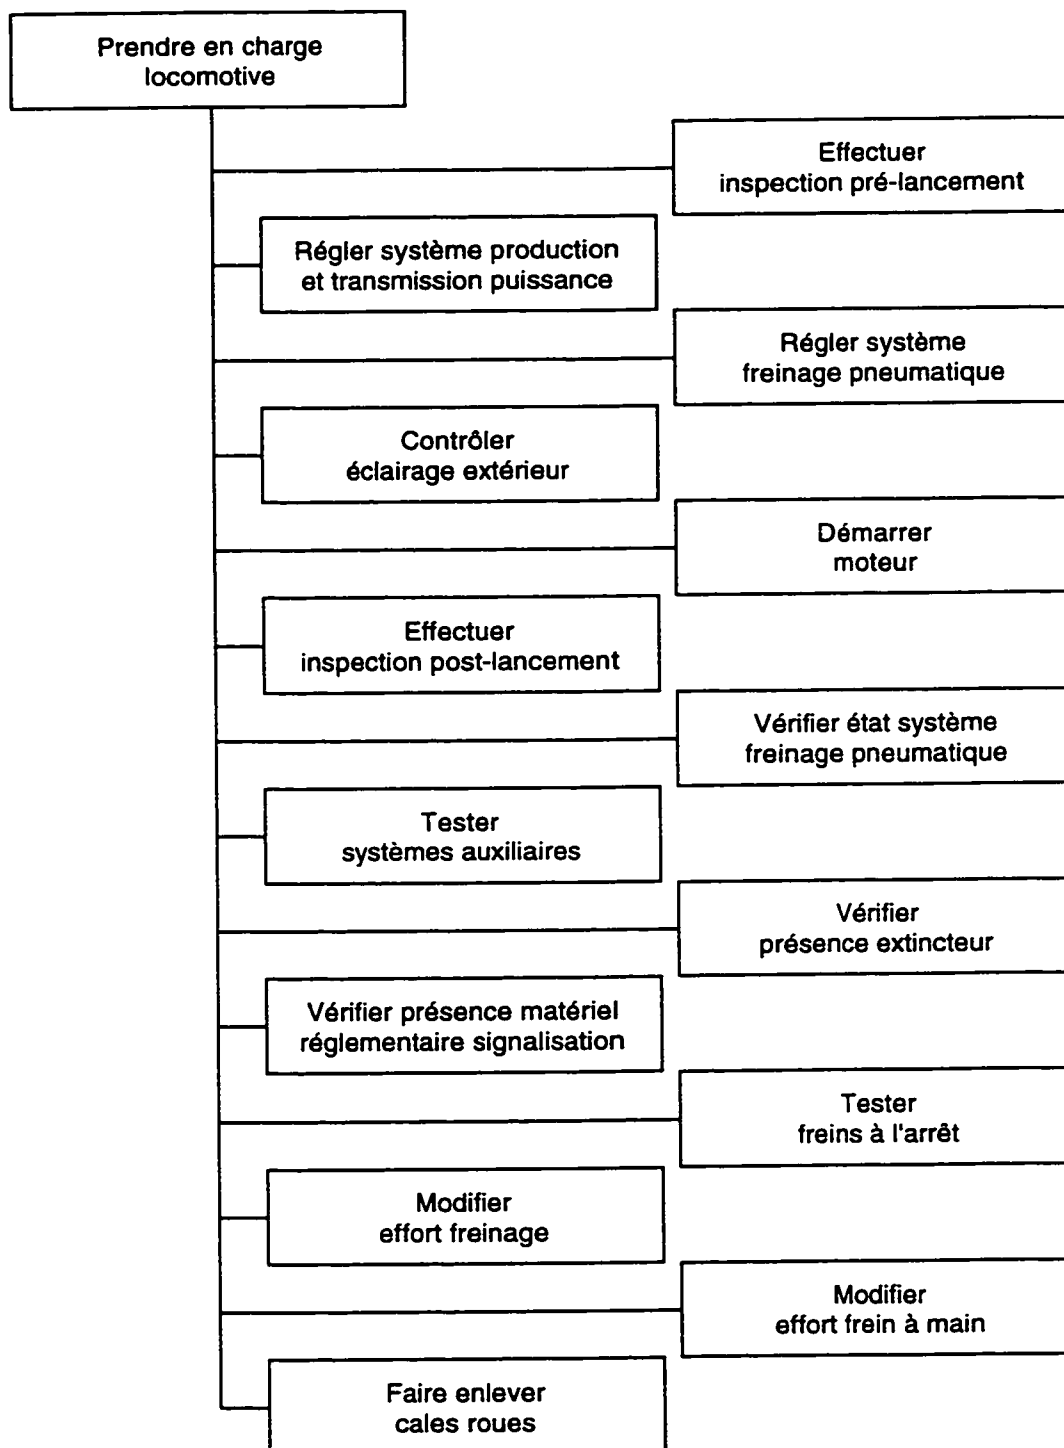 Prendre en charge
locomotive
Effectuer
inspection pré-lancement
Régler système production
et transmission puissance
Régler système
freinage pneumatique
Contrôler
éclairage extérieur
Démarrer
moteur
Effectuer
inspection post-lancement
Vérifier état système
freinage pneumatique
Tester
systèmes auxiliaires
Vérifier
présence extincteur
Vérifier présence matériel
réglementaire signalisation
Tester
freins à l'arrêt
Modifier
effort freinage
Modifier
effort frein à main
Faire enlever
cales roues